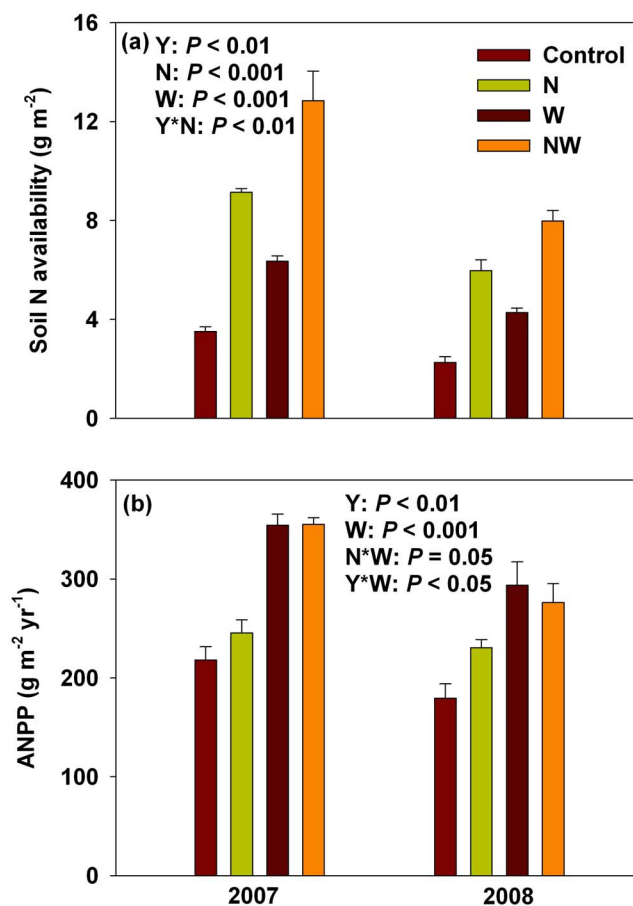 (a)
Y: P < 0.01
N: P < 0.001
W: P < 0.001
Y*N: P < 0.01
Control
N
W
NW
Soil N availability (g m-2)
16
12
8
4
0
(b)
Y: P < 0.01
W: P < 0.001
N*W: P = 0.05
Y*W: P < 0.05
ANPP (g m-2 yr-1)
400
300
200
100
0
2007
2008